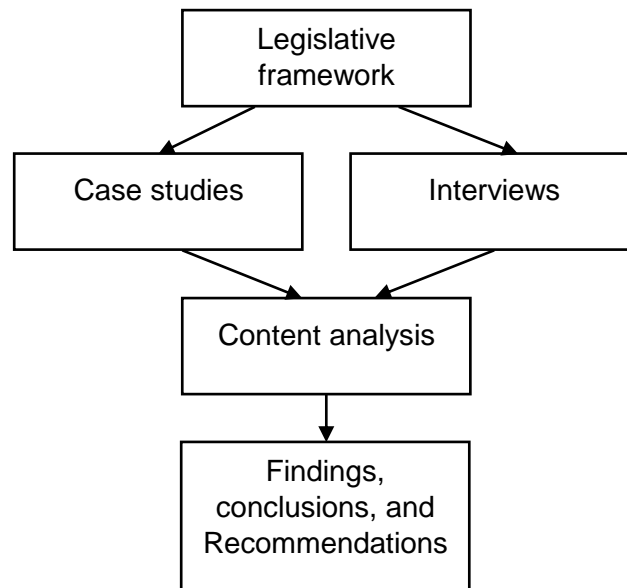 Legislative
framework
Case studies
Interviews
Content analysis
Findings,
conclusions, and
Recommendations